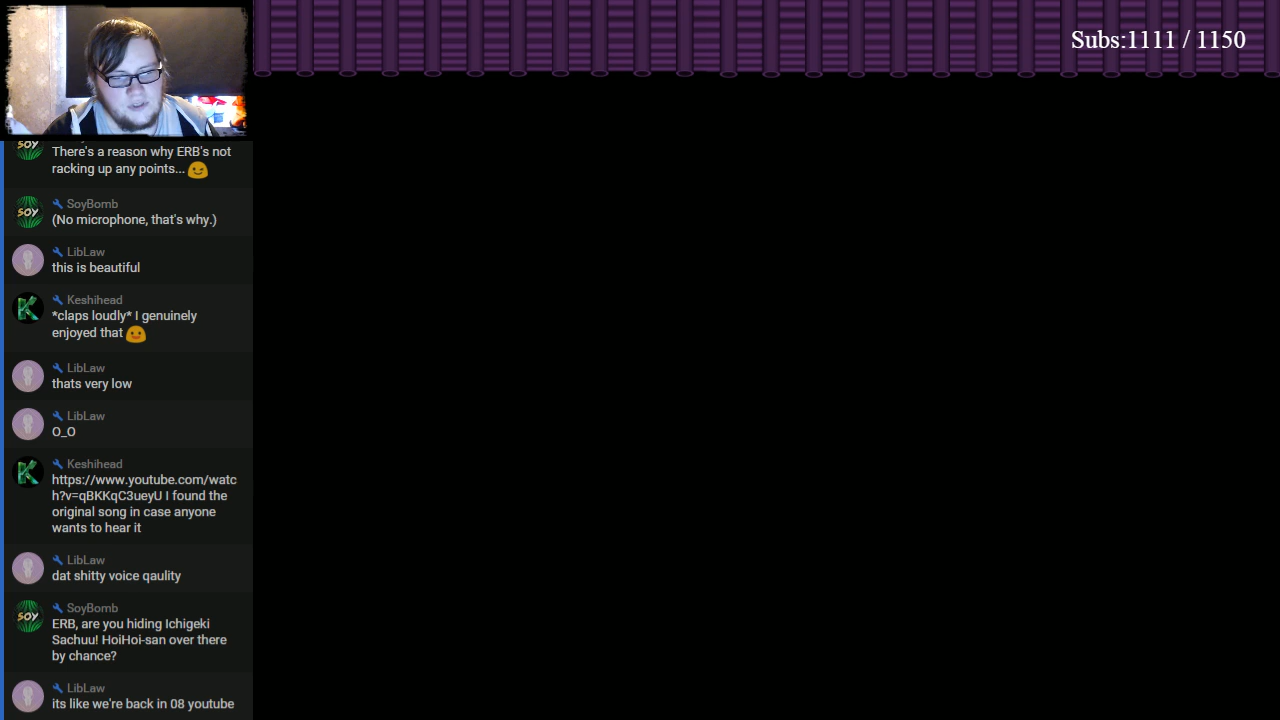 Subs:1111 / 1150
There's a reason why ERB's not
racking up any points...
SOY
SoyBomb
(No microphone, that's why.)
SOY
LibLaw
this is beautiful
Keshihead
*claps loudly* I genuinely
enjoyed that
K
LibLaw
thats very low
LibLaw
O_O
Keshihead
https://www.youtube.com/watc
h?v=qBKKqC3ueyU I found the
original song in case anyone
wants to hear it
K
LibLaw
dat shitty voice qaulity
SoyBomb
ERB, are you hiding Ichigeki
Sachuu! HoiHoi-san over there
by chance?
SOY
LibLaw
its like we're back in 08 youtube